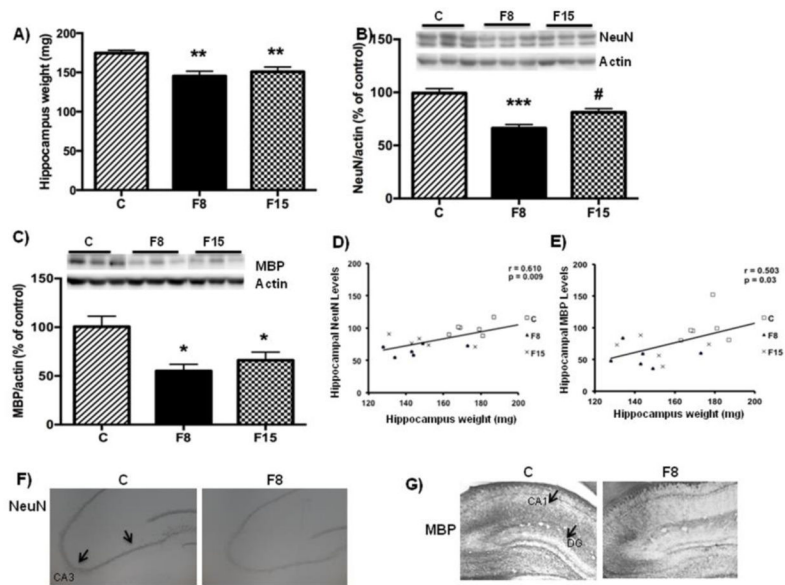 A)
Hippocampus weight (mg)
200
150
100
50
0
**
**
C
F8
F15
B)
C
F8
F15
NeuN
Actin
NeuN/actin (% of control)
150
100
50
0
***
#
C
F8
F15
C)
C
F8
F15
MBP
Actin
MBP/actin (% of control)
150
100
50
0
*
*
C
F8
F15
D)
r = 0.610
p = 0.009
Hippocampal NeuN Levels
200
150
100
50
0
120
140
160
180
200
Hippocampus weight (mg)
C
F8
F15
E)
r = 0.503
p = 0.03
Hippocampal MBP Levels
200
150
100
50
0
120
140
160
180
200
Hippocampus weight (mg)
C
F8
F15
F)
C
F8
NeuN
CA3
G)
C
F8
MBP
CA1
DG